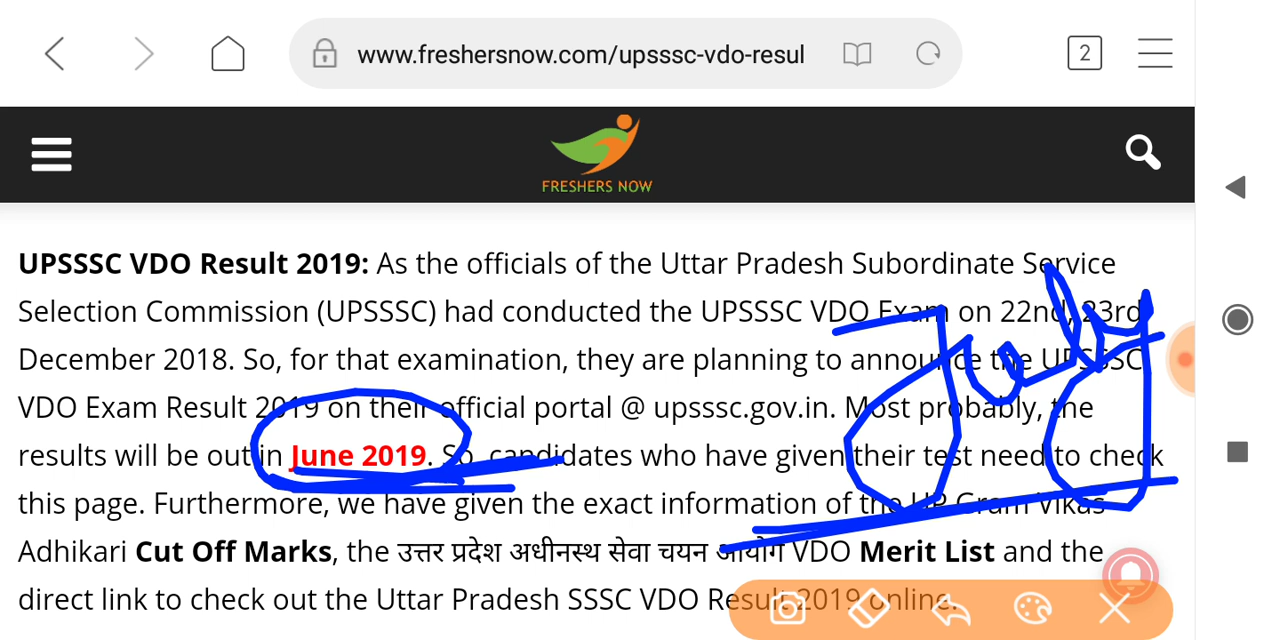 www.freshersnow.com/upsssc-vdo-resul
2
FRESHERS NOW
UPSSSC VDO Result 2019: As the officials of the Uttar Pradesh Subordinate Service
Selection Commission (UPSSSC) had conducted the UPSSSC VDO Exam on 22nd, 23rd
December 2018. So, for that examination, they are planning to announce the UPSSSC
VDO Exam Result 2019 on their official portal @ upsssc.gov.in. Most probably, the
results will be out in June 2019. So, candidates who have given their test need to check
this page. Furthermore, we have given the exact information of the UP Gram Vikas
Adhikari Cut Off Marks, the उत्तर प्रदेश अधीनस्थ सेवा चयन आयोग VDO Merit List and the
direct link to check out the Uttar Pradesh SSSC VDO Result 2019 online.
July